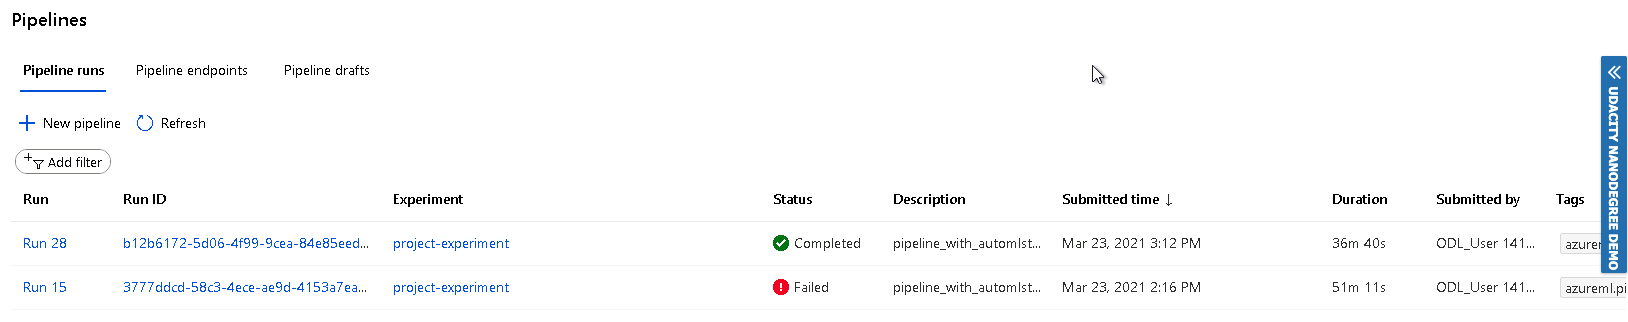 Pipelines
Pipeline runs Pipeline endpoints Pipeline drafts
New pipeline Refresh
Add filter
Run Run ID Experiment Status Description Submitted time ↓ Duration Submitted by Tags
Run 28 b12b6172-5d06-4f99-9cea-84e85eed... project-experiment Completed pipeline_with_automlst... Mar 23, 2021 3:12 PM 36m 40s ODL_User 141... azurem
Run 15 3777ddcd-58c3-4ece-ae9d-4153a7ea... project-experiment Failed pipeline_with_automlst... Mar 23, 2021 2:16 PM 51m 11s ODL_User 141... azureml.pi
UDACITY NANODEGREE DEMO